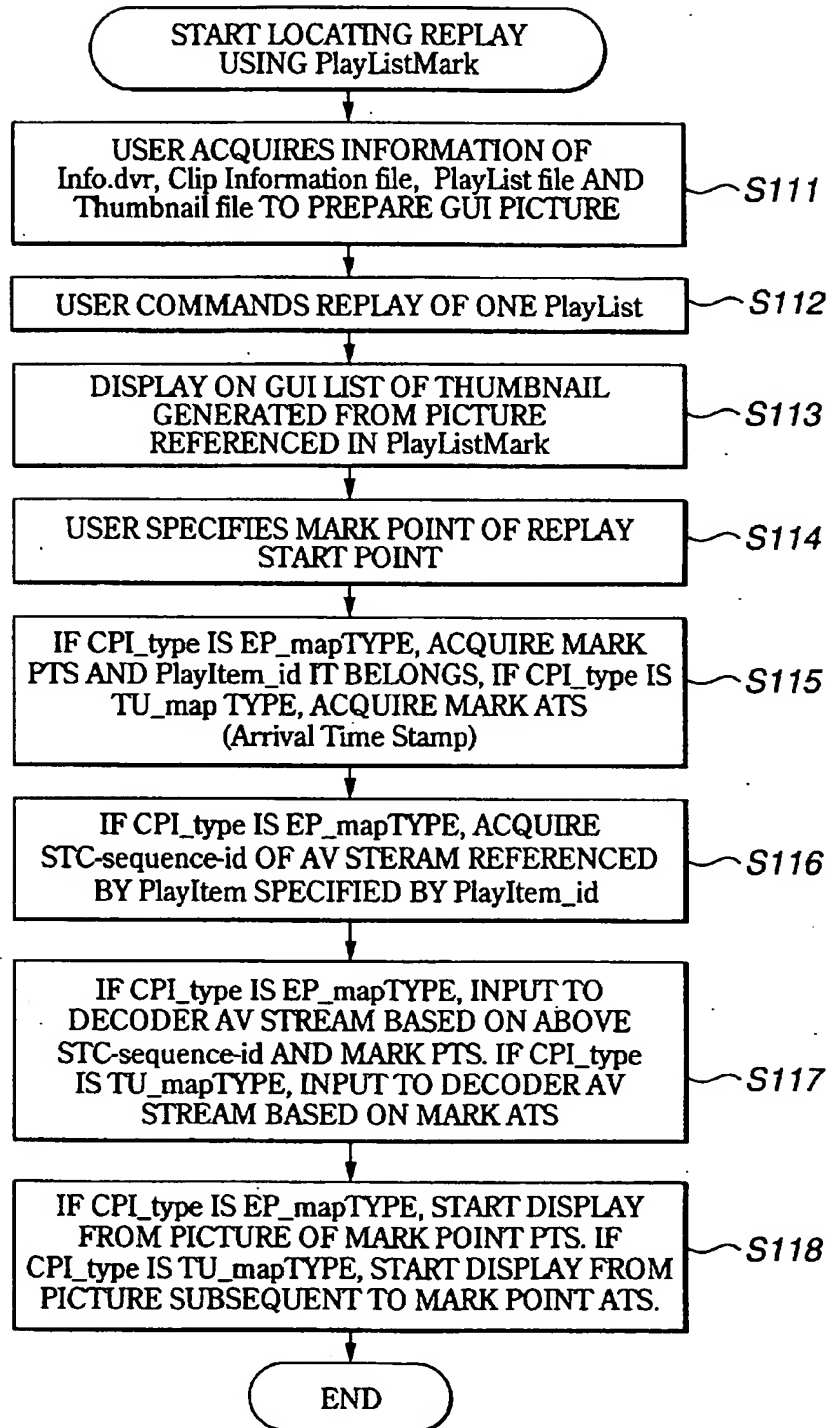 START LOCATING REPLAY
USING PlayListMark
USER ACQUIRES INFORMATION OF
Info.dvr, Clip Information file, PlayList file AND
Thumbnail file TO PREPARE GUI PICTURE
S111
USER COMMANDS REPLAY OF ONE PlayList
S112
DISPLAY ON GUI LIST OF THUMBNAIL
GENERATED FROM PICTURE
REFERENCED IN PlayListMark
S113
USER SPECIFIES MARK POINT OF REPLAY
START POINT
S114
IF CPI_type IS EP_mapTYPE, ACQUIRE MARK
PTS AND PlayItem_id IT BELONGS, IF CPI_type IS
TU_map TYPE, ACQUIRE MARK ATS
(Arrival Time Stamp)
S115
IF CPI_type IS EP_mapTYPE, ACQUIRE
STC-sequence-id OF AV STERAM REFERENCED
BY PlayItem SPECIFIED BY PlayItem_id
S116
IF CPI_type IS EP_mapTYPE, INPUT TO
DECODER AV STREAM BASED ON ABOVE
STC-sequence-id AND MARK PTS. IF CPI_type
IS TU_mapTYPE, INPUT TO DECODER AV
STREAM BASED ON MARK ATS
S117
IF CPI_type IS EP_mapTYPE, START DISPLAY
FROM PICTURE OF MARK POINT PTS. IF
CPI_type IS TU_mapTYPE, START DISPLAY FROM
PICTURE SUBSEQUENT TO MARK POINT ATS.
S118
END